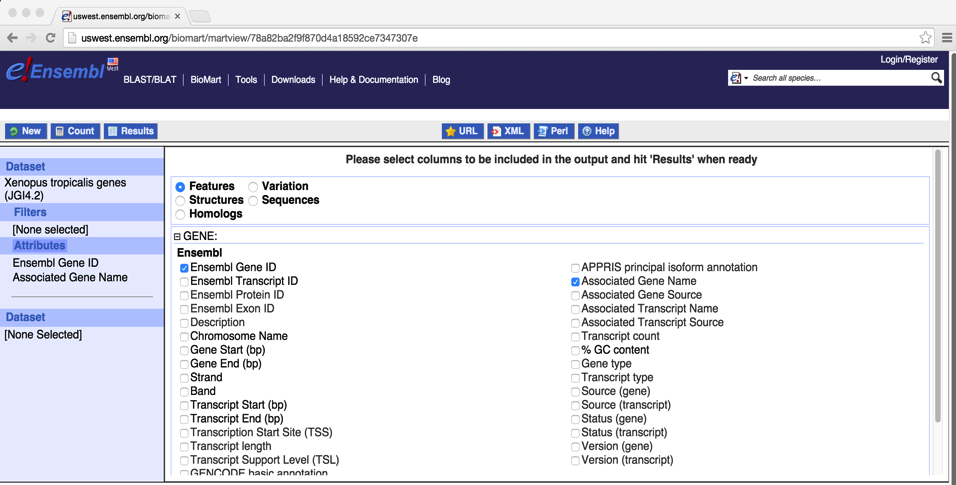 uswest.ensembl.org/bioma
uswest.ensembl.org/biomart/martview/78a82ba2f9f870d4a18592ce7347307e
Login/Register
e!Ensembl West
BLAST/BLAT BioMart Tools Downloads Help & Documentation Blog
Search all species...
New Count Results URL XML Perl Help
Dataset
Xenopus tropicalis genes
(JGI4.2)
Filters
[None selected]
Attributes
Ensembl Gene ID
Associated Gene Name
Dataset
[None Selected]
Please select columns to be included in the output and hit 'Results' when ready
Features Variation
Structures Sequences
Homologs
GENE:
Ensembl
Ensembl Gene ID
Ensembl Transcript ID
Ensembl Protein ID
Ensembl Exon ID
Description
Chromosome Name
Gene Start (bp)
Gene End (bp)
Strand
Band
Transcript Start (bp)
Transcript End (bp)
Transcription Start Site (TSS)
Transcript length
Transcript Support Level (TSL)
GENCODE basic annotation
APPRIS principal isoform annotation
Associated Gene Name
Associated Gene Source
Associated Transcript Name
Associated Transcript Source
Transcript count
% GC content
Gene type
Transcript type
Source (gene)
Source (transcript)
Status (gene)
Status (transcript)
Version (gene)
Version (transcript)